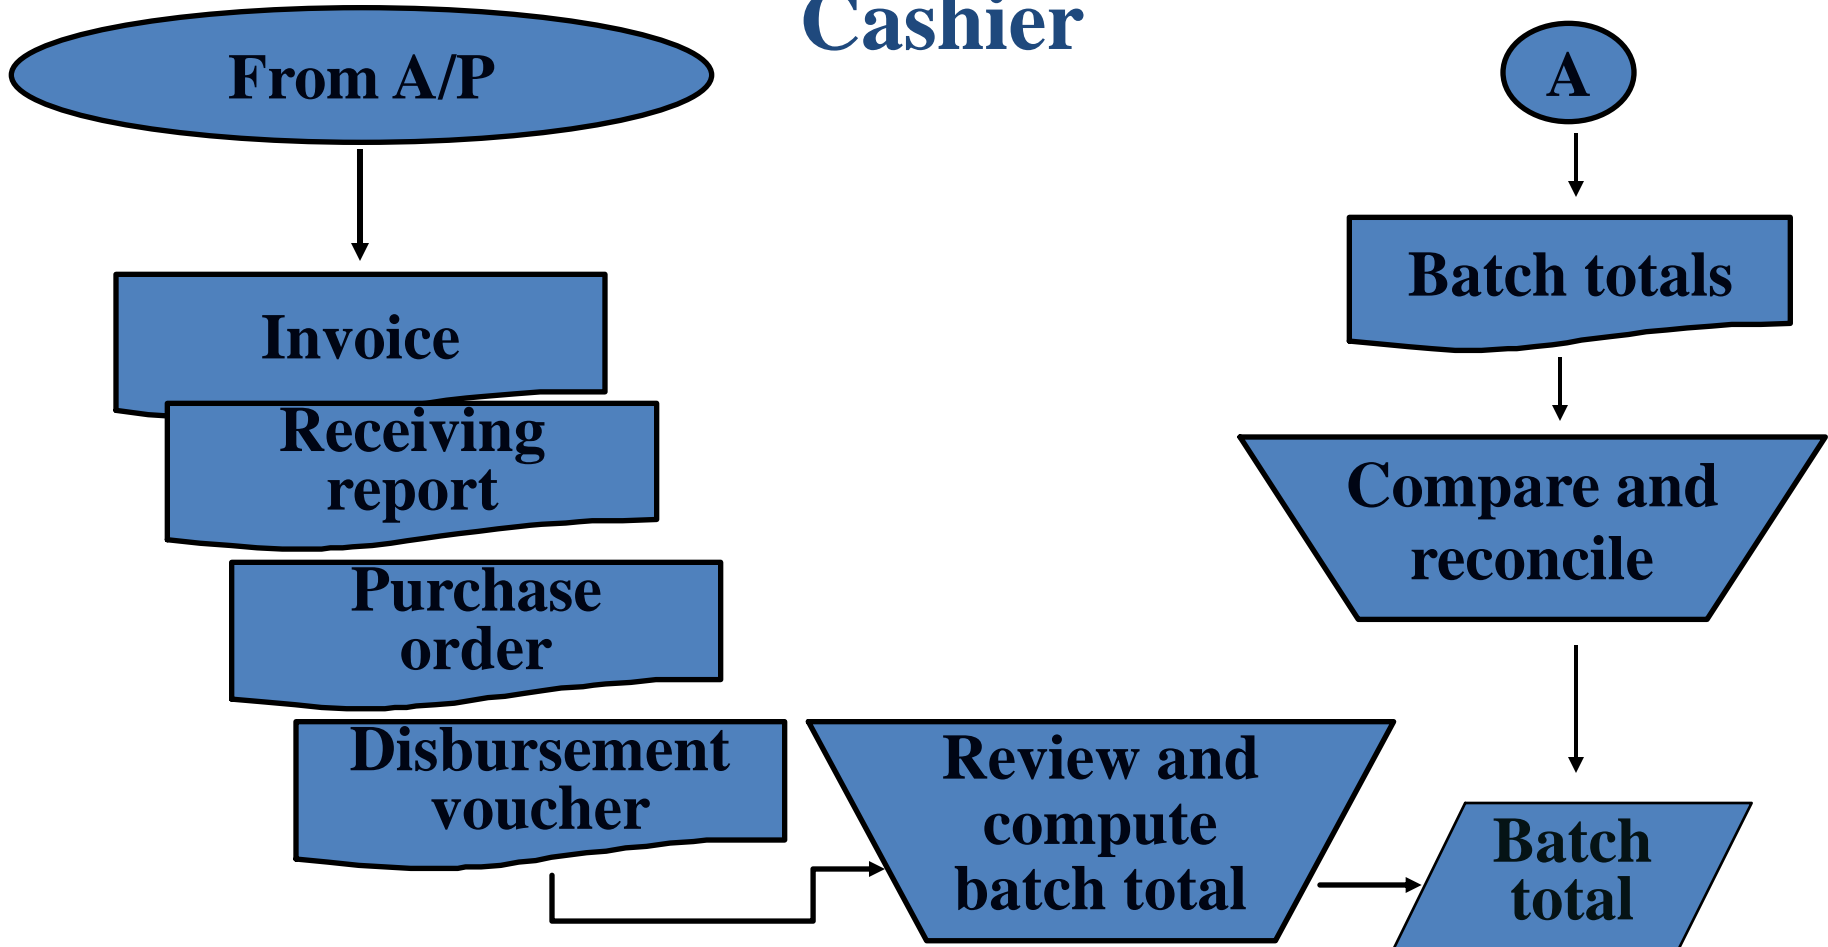 Cashier
From A/P
Invoice
Receiving
report
Purchase
order
Disbursement
voucher
Review and
compute
batch total
A
Batch totals
Compare and
reconcile
Batch
total